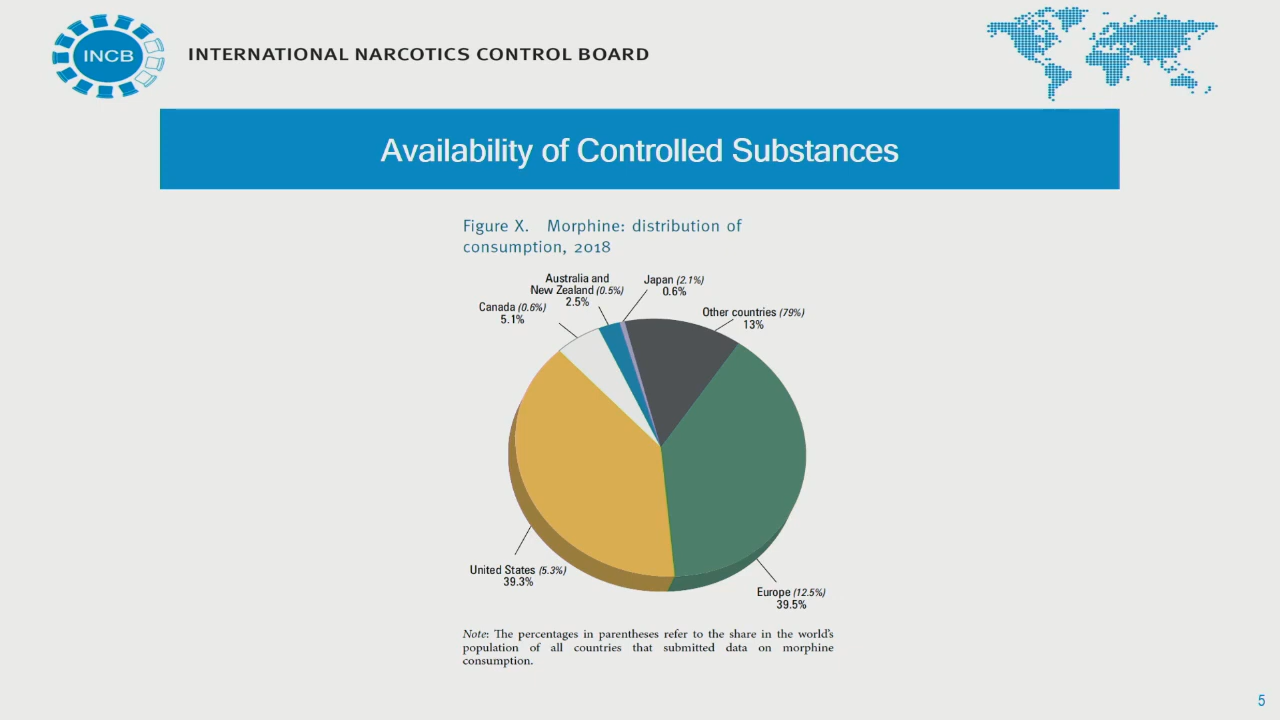 INCB
INTERNATIONAL NARCOTICS CONTROL BOARD
Availability of Controlled Substances
Figure X. Morphine: distribution of
consumption, 2018
Australia and
New Zealand (0.5%)
2.5%
Japan (2.1%)
0.6%
Canada (0.6%)
5.1%
Other countries (79%)
13%
United States (5.3%)
39.3%
Europe (12.5%)
39.5%
Note: The percentages in parentheses refer to the share in the world's
population of all countries that submitted data on morphine
consumption.
5